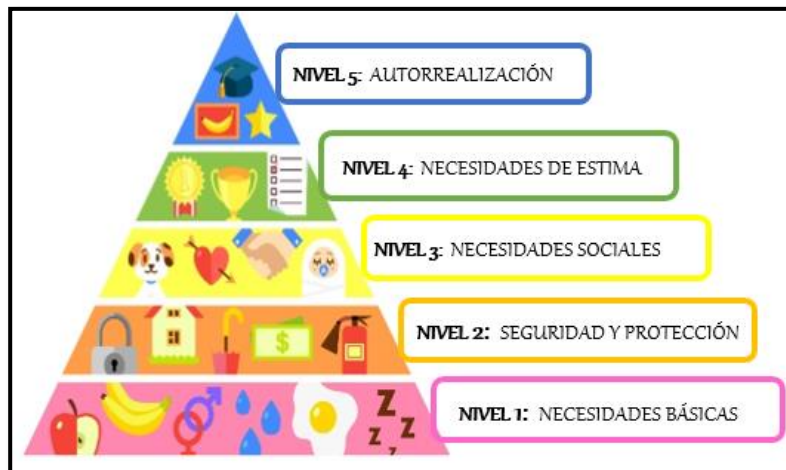 NIVEL 5: AUTORREALIZACIÓN
1
NIVEL 4: NECESIDADES DE ESTIMA
NIVEL 3: NECESIDADES SOCIALES
$
NIVEL 2: SEGURIDAD Y PROTECCIÓN
Z
Z Z
Z
NIVEL 1: NECESIDADES BÁSICAS